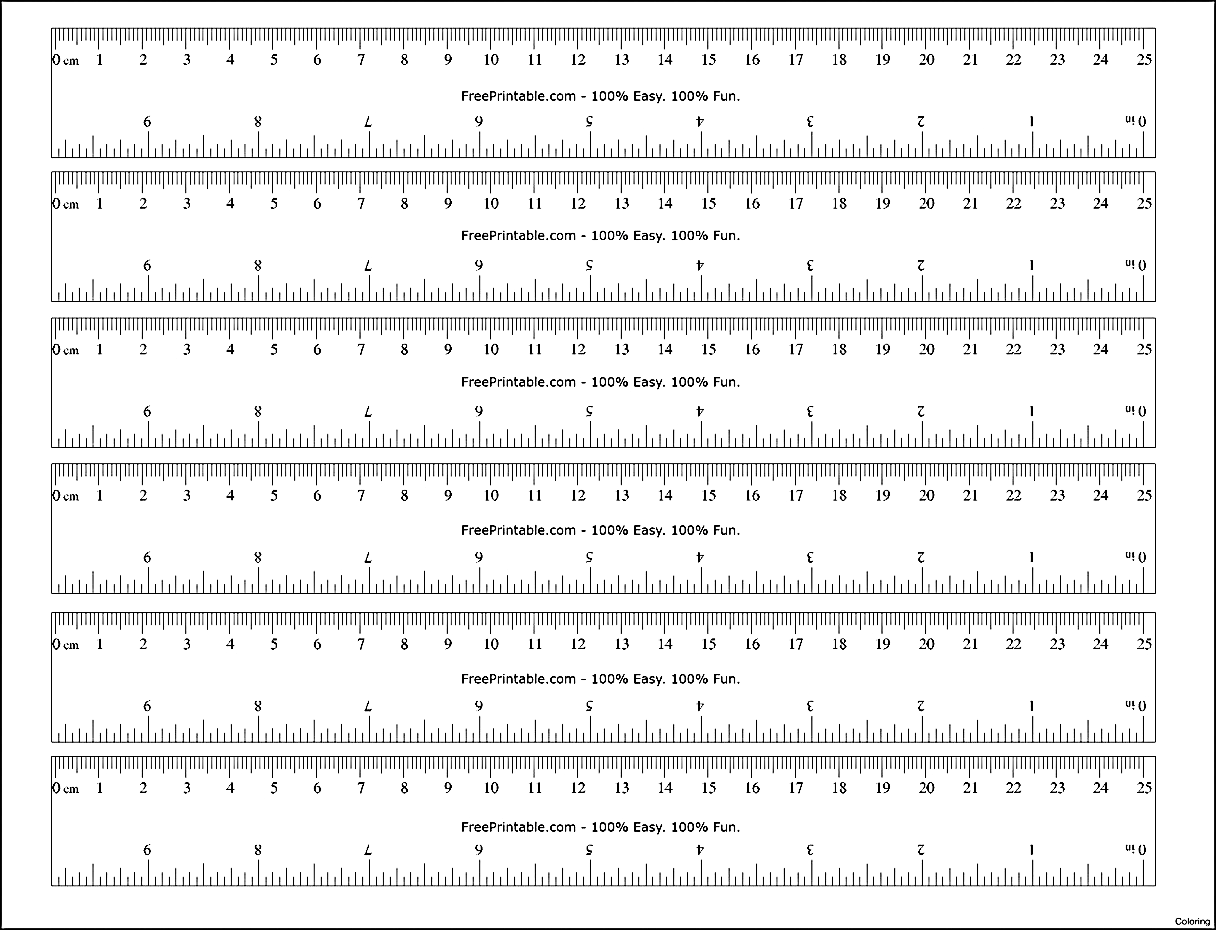 0 cm 1 2 3 4 5 6 7 8 9 10 11 12 13 14 15 16 17 18 19 20 21 22 23 24 25
FreePrintable.com - 100% Easy. 100% Fun.
0 in 1 2 3 4 5 6 7 8 9
0 cm 1 2 3 4 5 6 7 8 9 10 11 12 13 14 15 16 17 18 19 20 21 22 23 24 25
FreePrintable.com - 100% Easy. 100% Fun.
0 in 1 2 3 4 5 6 7 8 9
0 cm 1 2 3 4 5 6 7 8 9 10 11 12 13 14 15 16 17 18 19 20 21 22 23 24 25
FreePrintable.com - 100% Easy. 100% Fun.
0 in 1 2 3 4 5 6 7 8 9
0 cm 1 2 3 4 5 6 7 8 9 10 11 12 13 14 15 16 17 18 19 20 21 22 23 24 25
FreePrintable.com - 100% Easy. 100% Fun.
0 in 1 2 3 4 5 6 7 8 9
0 cm 1 2 3 4 5 6 7 8 9 10 11 12 13 14 15 16 17 18 19 20 21 22 23 24 25
FreePrintable.com - 100% Easy. 100% Fun.
0 in 1 2 3 4 5 6 7 8 9
0 cm 1 2 3 4 5 6 7 8 9 10 11 12 13 14 15 16 17 18 19 20 21 22 23 24 25
FreePrintable.com - 100% Easy. 100% Fun.
0 in 1 2 3 4 5 6 7 8 9
Coloring